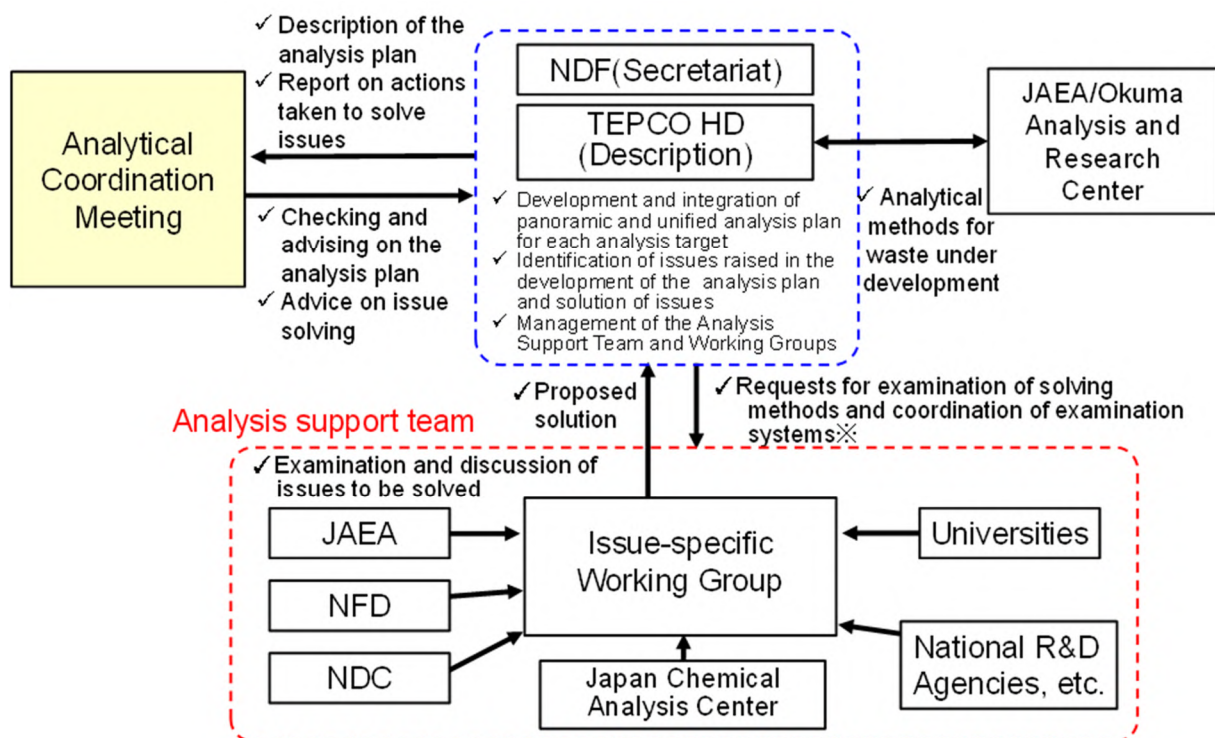 ✓ Description of the
analysis plan
✓ Report on actions
taken to solve
issues
Analytical
Coordination
Meeting
✓ Checking and
advising on the
analysis plan
✓ Advice on issue
solving
NDF(Secretariat)
TEPCO HD
(Description)
✓ Development and integration of
panoramic and unified analysis plan
for each analysis target
✓ Identification of issues raised in the
development of the analysis plan
and solution of issues
✓ Management of the Analysis
Support Team and Working Groups
JAEA/Okuma
Analysis and
Research
Center
✓ Analytical
methods for
waste under
development
✓Proposed
solution
✓Requests for examination of solving
methods and coordination of examination
systems※
Analysis support team
✓Examination and discussion of
issues to be solved
JAEA
NFD
NDC
Issue-specific
Working Group
Japan Chemical
Analysis Center
Universities
National R&D
Agencies, etc.